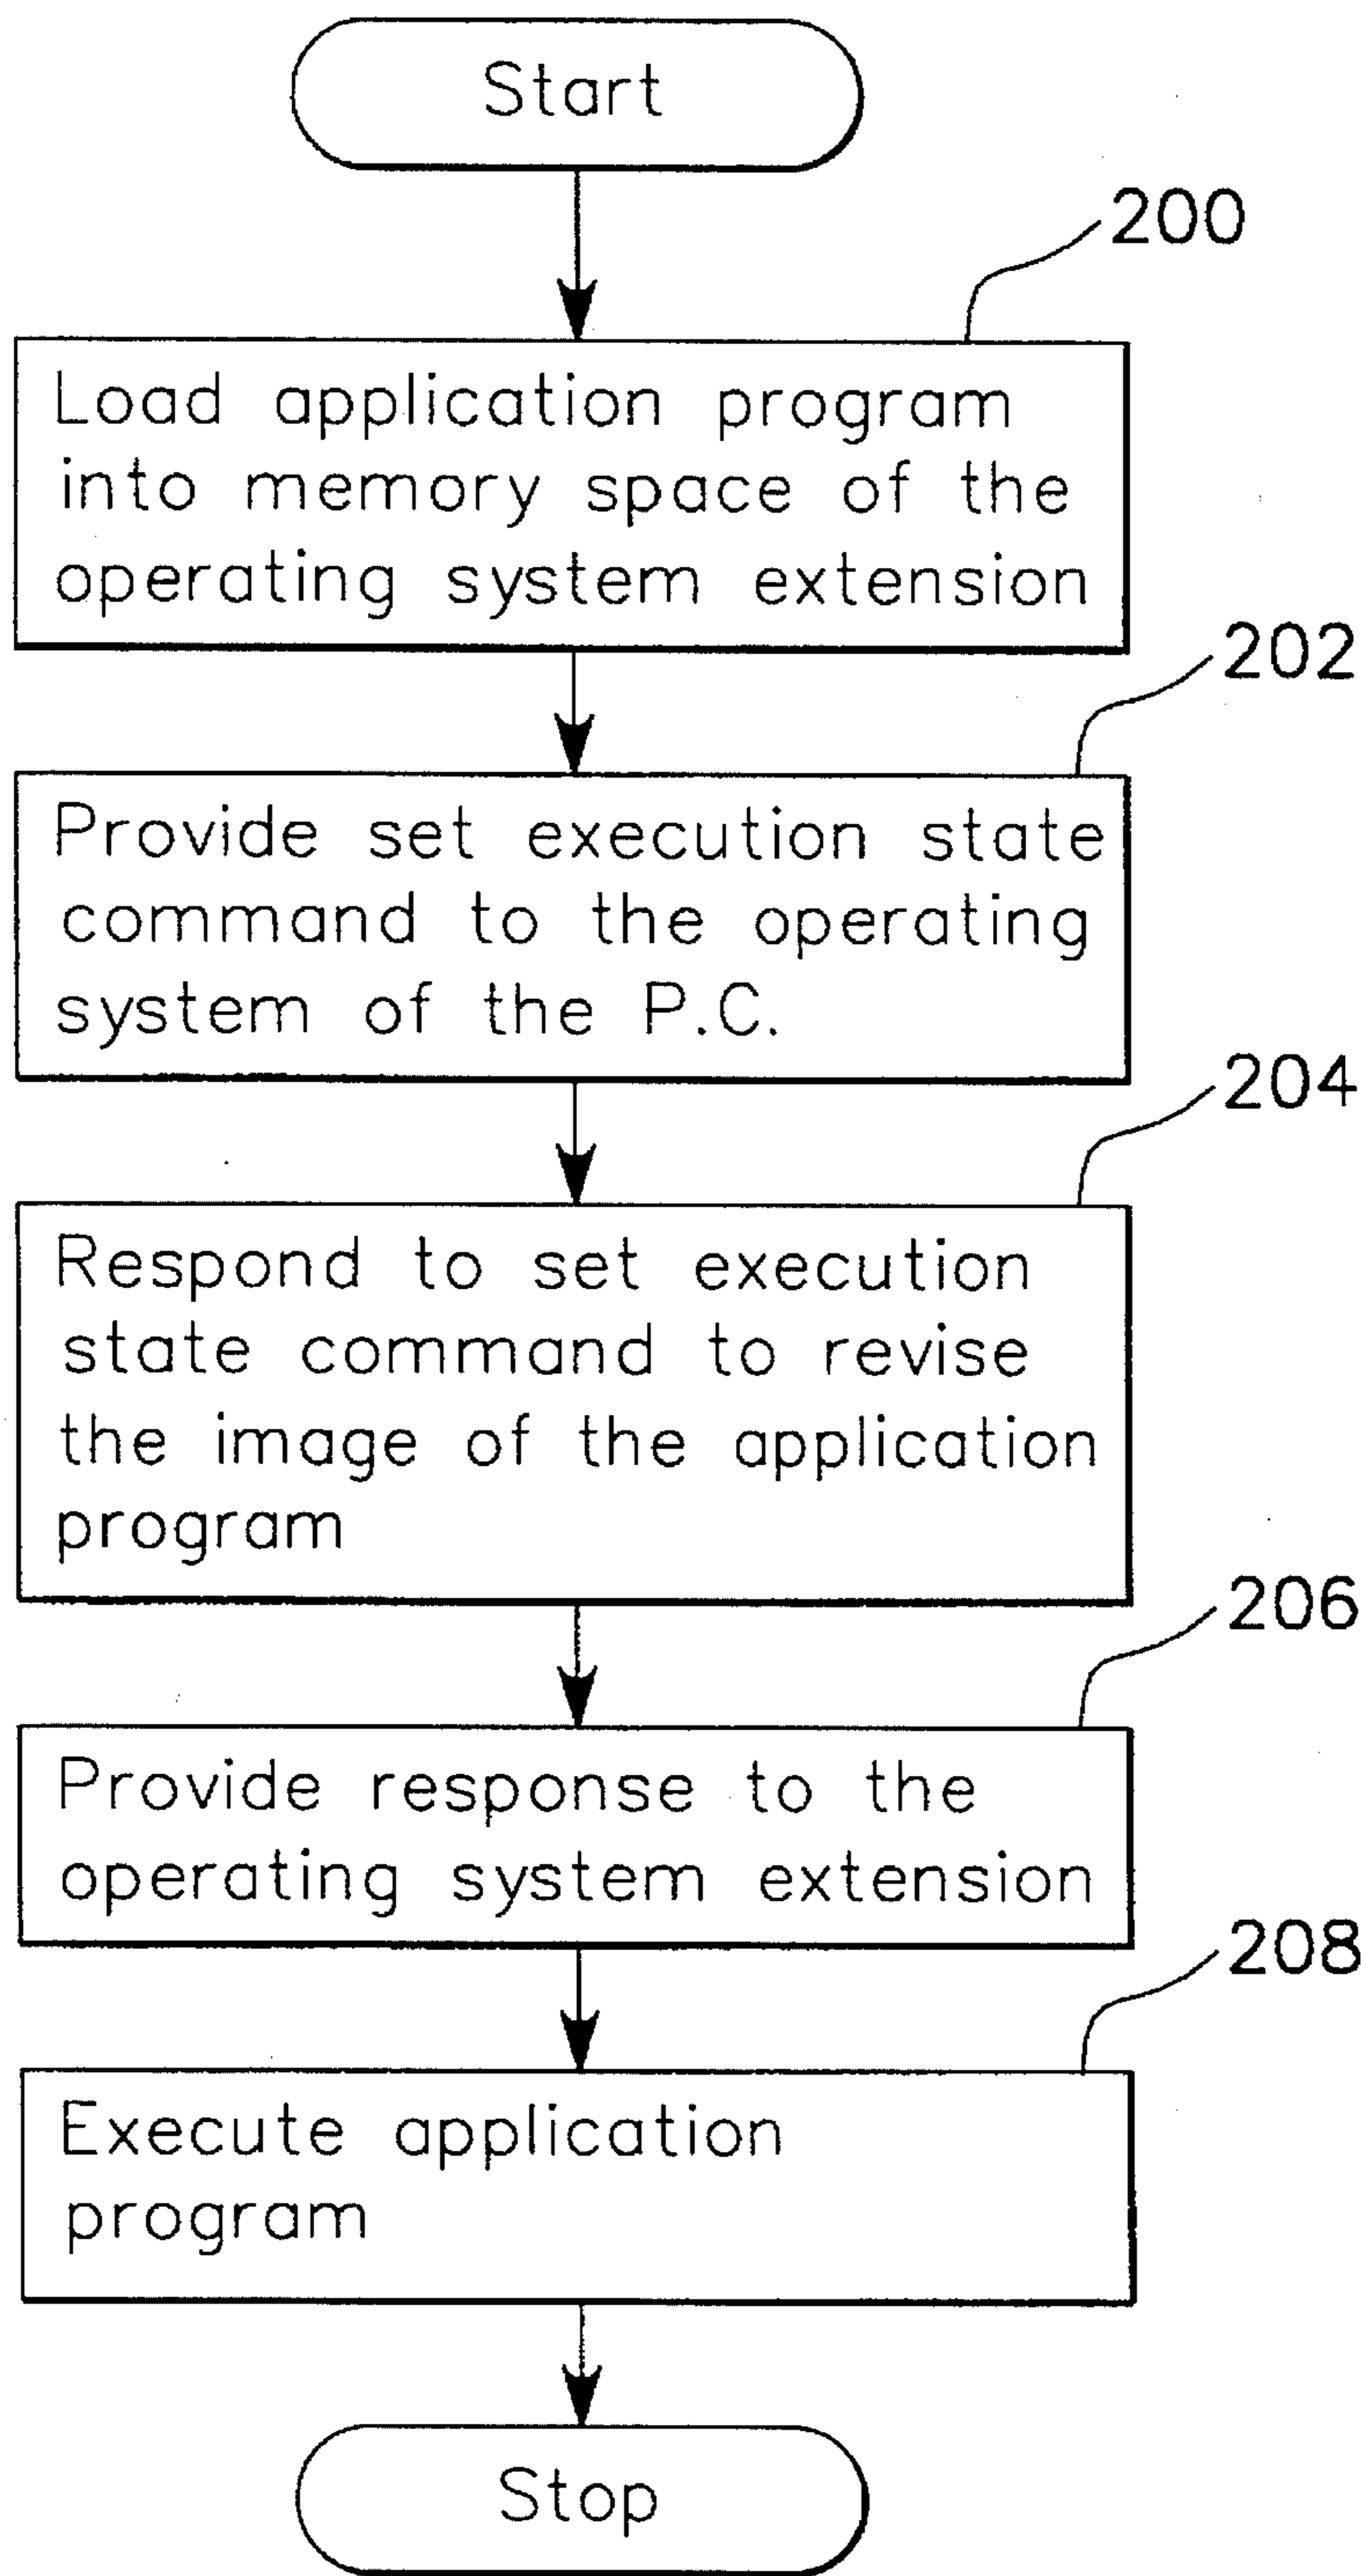 Start
200
Load application program
into memory space of the
operating system extension
202
Provide set execution state
command to the operating
system of the P.C.
204
Respond to set execution
state command to revise
the image of the application
program
206
Provide response to the
operating system extension
208
Execute application
program
Stop